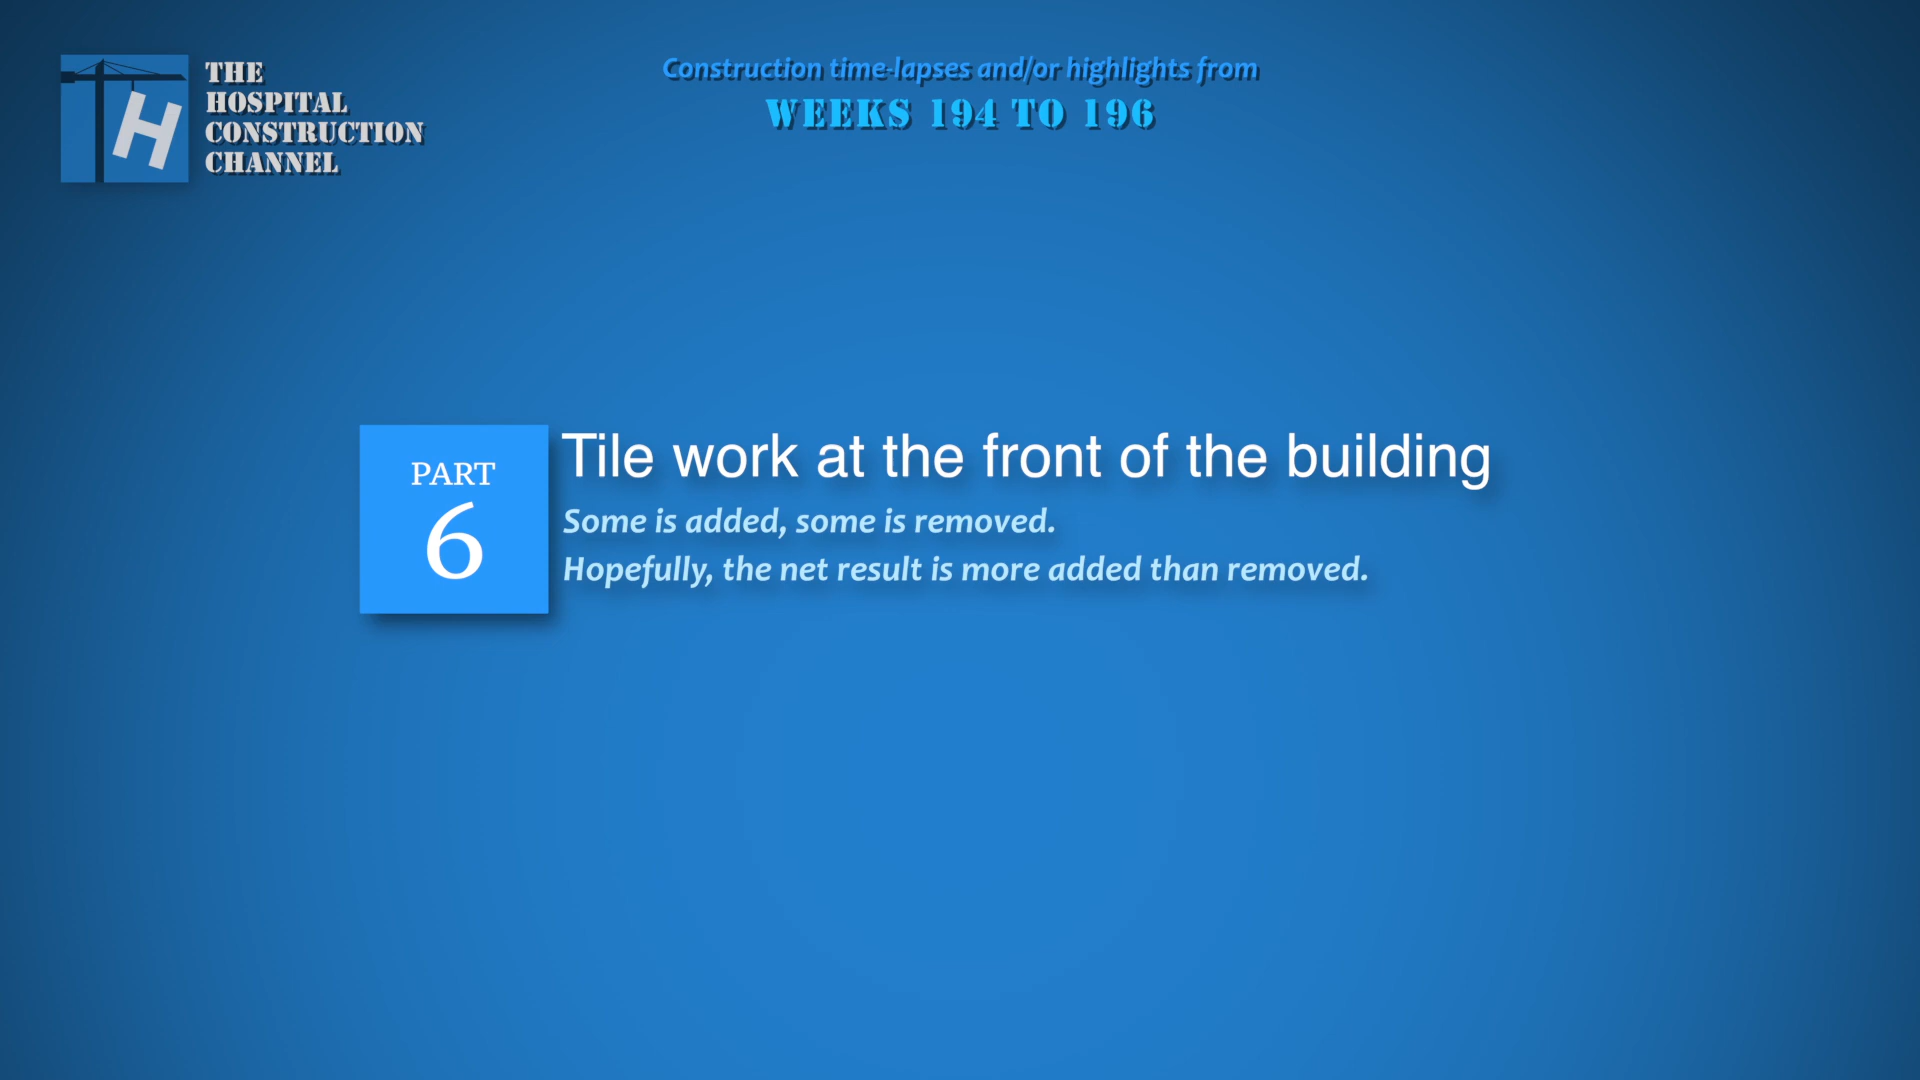 THE
HOSPITAL
CONSTRUCTION
CHANNEL
H
Construction time-lapses and/or highlights from
WEEKS 194 TO 196
PART
6
Tile work at the front of the building
Some is added, some is removed.
Hopefully, the net result is more added than removed.